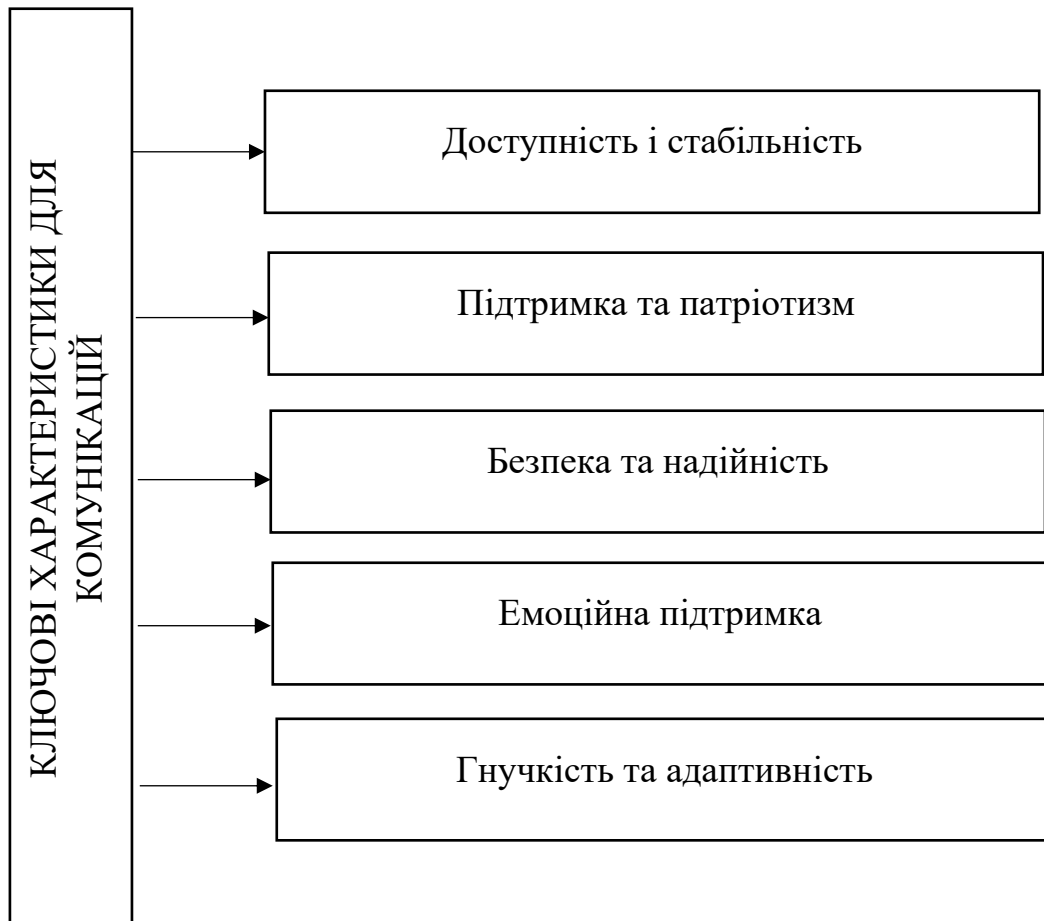 КЛЮЧОВІ ХАРАКТЕРИСТИКИ ДЛЯ
КОМУНІКАЦІЙ
Доступність і стабільність
Підтримка та патріотизм
Безпека та надійність
Емоційна підтримка
Гнучкість та адаптивність